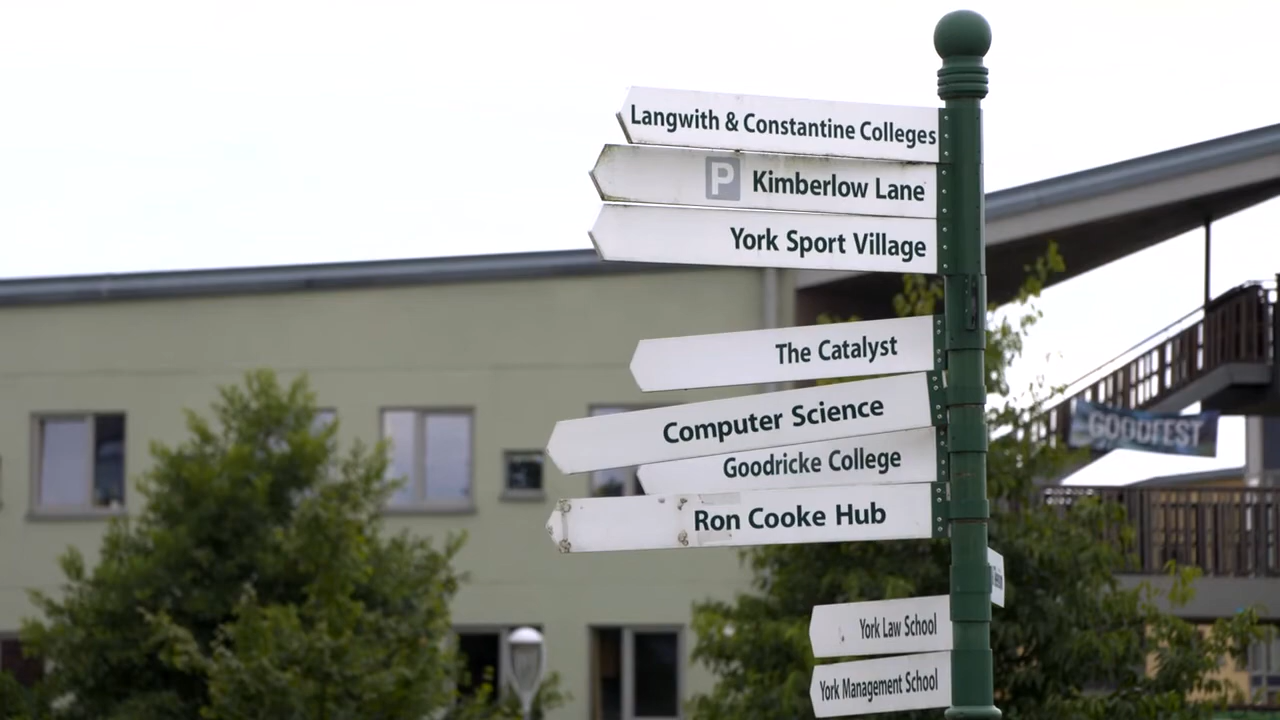 Langwith & Constantine Colleges
P Kimberlow Lane
York Sport Village
The Catalyst
Computer Science
Goodricke College
Ron Cooke Hub
York Law School
York Management School
GOODFEST